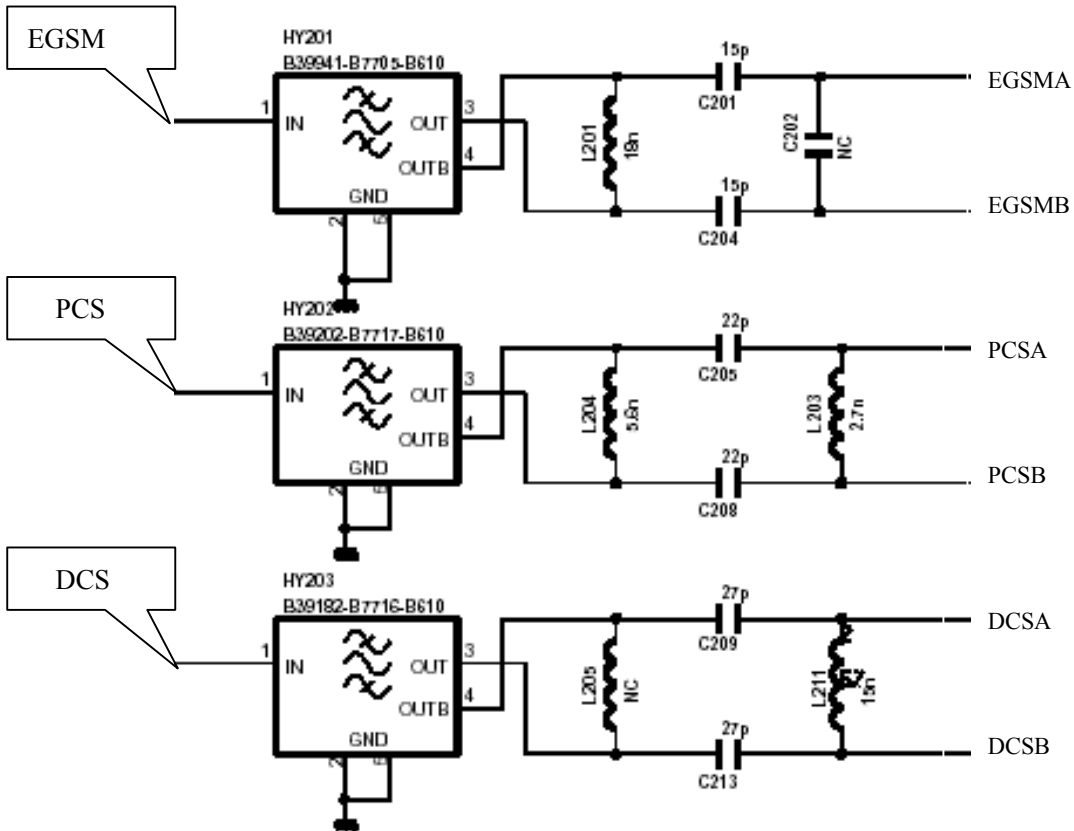 EGSM
HY201
B39941-B7705-B610
1
IN
OUT
3
OUTB
4
GND
2
5
L201
15p
C201
C202
NC
15p
C204
EGSMA
EGSMB
PCS
HY202
B39202-B7717-B610
1
IN
OUT
3
OUTB
4
GND
2
L204
5.6n
22p
C205
L203
2.7n
22p
C208
PCSA
PCSB
DCS
HY203
B39182-B7716-B610
1
IN
OUT
3
OUTB
4
GND
2
L205
NC
27p
C209
L211
15n
27p
C213
DCSA
DCSB